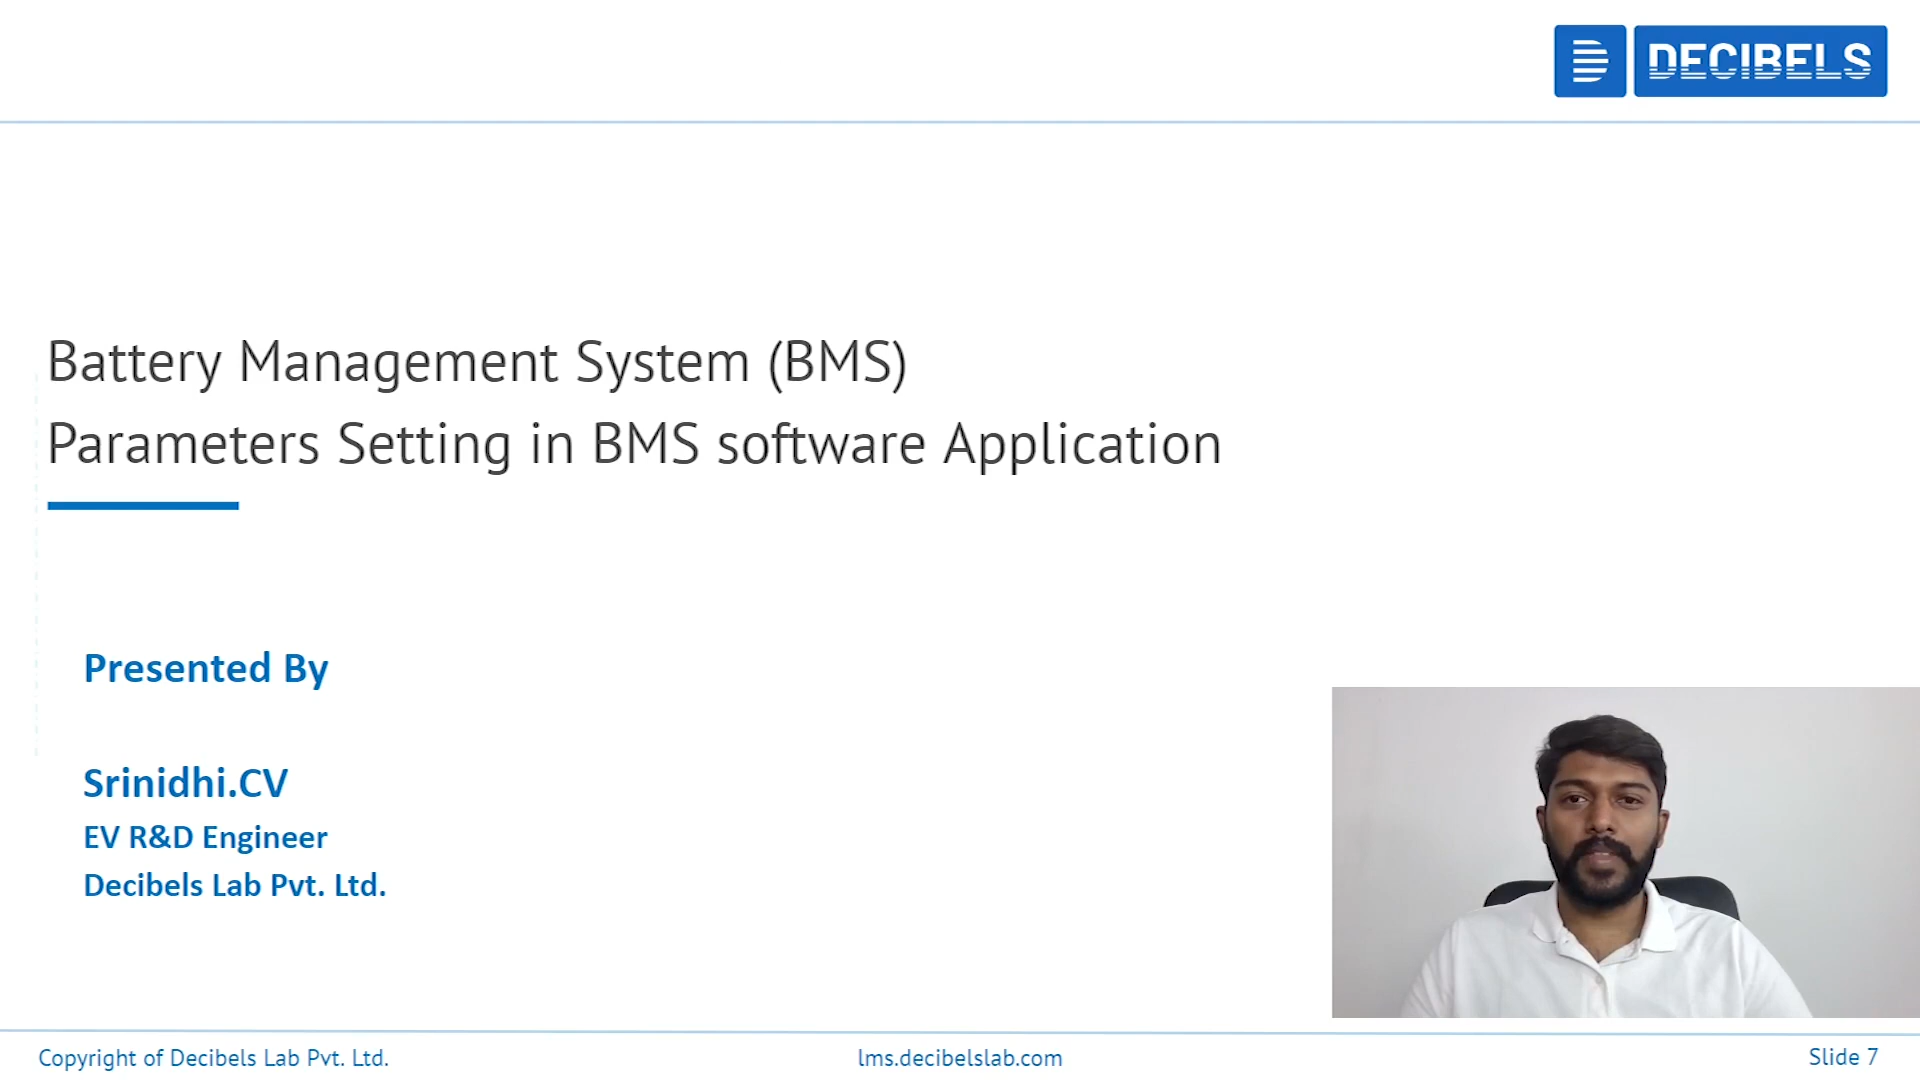 DECIBELS
Battery Management System (BMS)
Parameters Setting in BMS software Application
Presented By
Srinidhi.CV
EV R&D Engineer
Decibels Lab Pvt. Ltd.
Copyright of Decibels Lab Pvt. Ltd.
lms.decibelslab.com
Slide 7